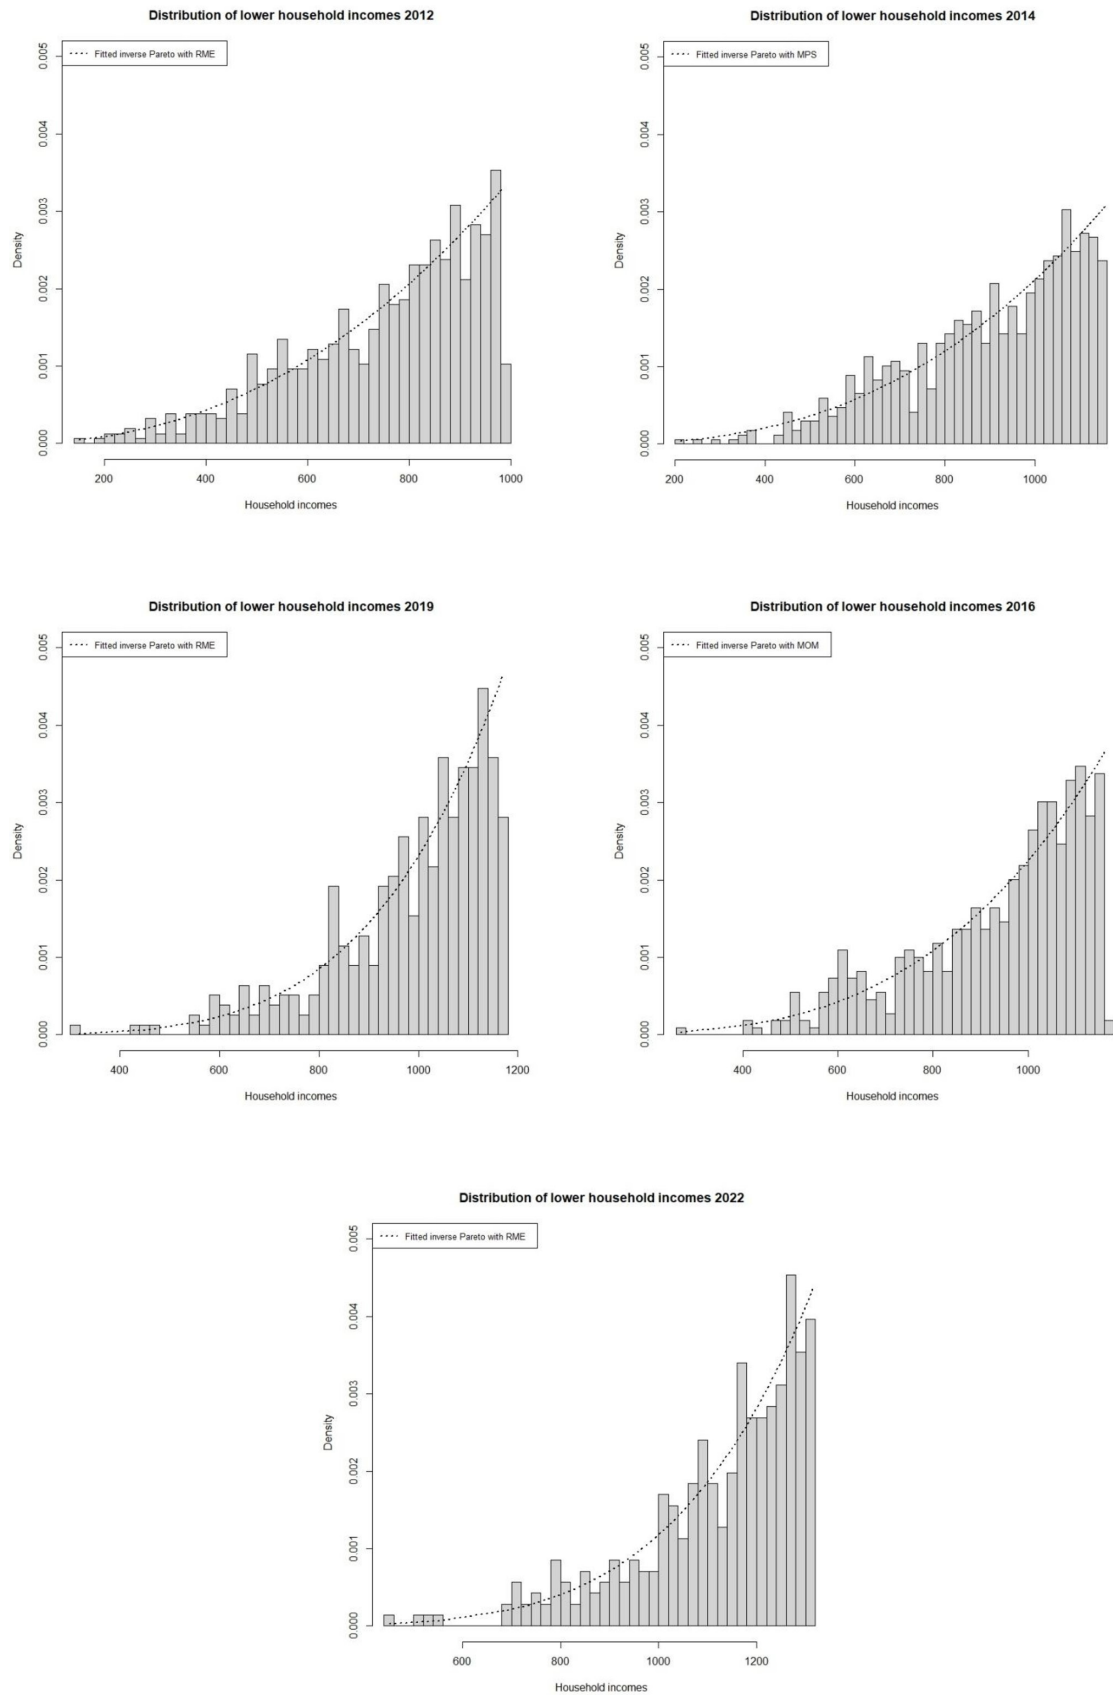 Distribution of lower household incomes 2012
Fitted inverse Pareto with RME
0.005
0.004
0.003
0.002
0.001
0.000
Density
200 400 600 800 1000
Household incomes
Distribution of lower household incomes 2014
Fitted inverse Pareto with MPS
0.005
0.004
0.003
0.002
0.001
0.000
Density
200 400 600 800 1000
Household incomes
Distribution of lower household incomes 2019
Fitted inverse Pareto with RME
0.005
0.004
0.003
0.002
0.001
0.000
Density
400 600 800 1000 1200
Household incomes
Distribution of lower household incomes 2016
Fitted inverse Pareto with MOM
0.005
0.004
0.003
0.002
0.001
0.000
Density
400 600 800 1000
Household incomes
Distribution of lower household incomes 2022
Fitted inverse Pareto with RME
0.005
0.004
0.003
0.002
0.001
0.000
Density
600 800 1000 1200
Household incomes